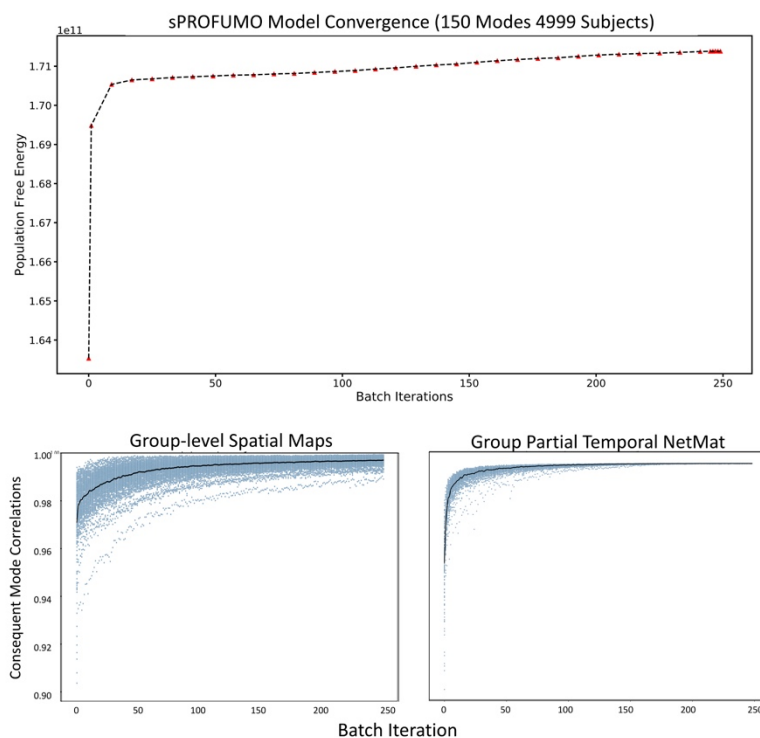 sPROFUMO Model Convergence (150 Modes 4999 Subjects)
1e11
1.71
1.70
1.69
1.68
1.67
1.66
1.65
1.64
Population Free Energy
0 50 100 150 200 250
Batch Iterations
Group-level Spatial Maps
Group Partial Temporal NetMat
1.00
0.98
0.96
0.94
0.92
0.90
Consequent Mode Correlations
0 50 100 150 200 250
0 50 100 150 200 250
Batch Iteration